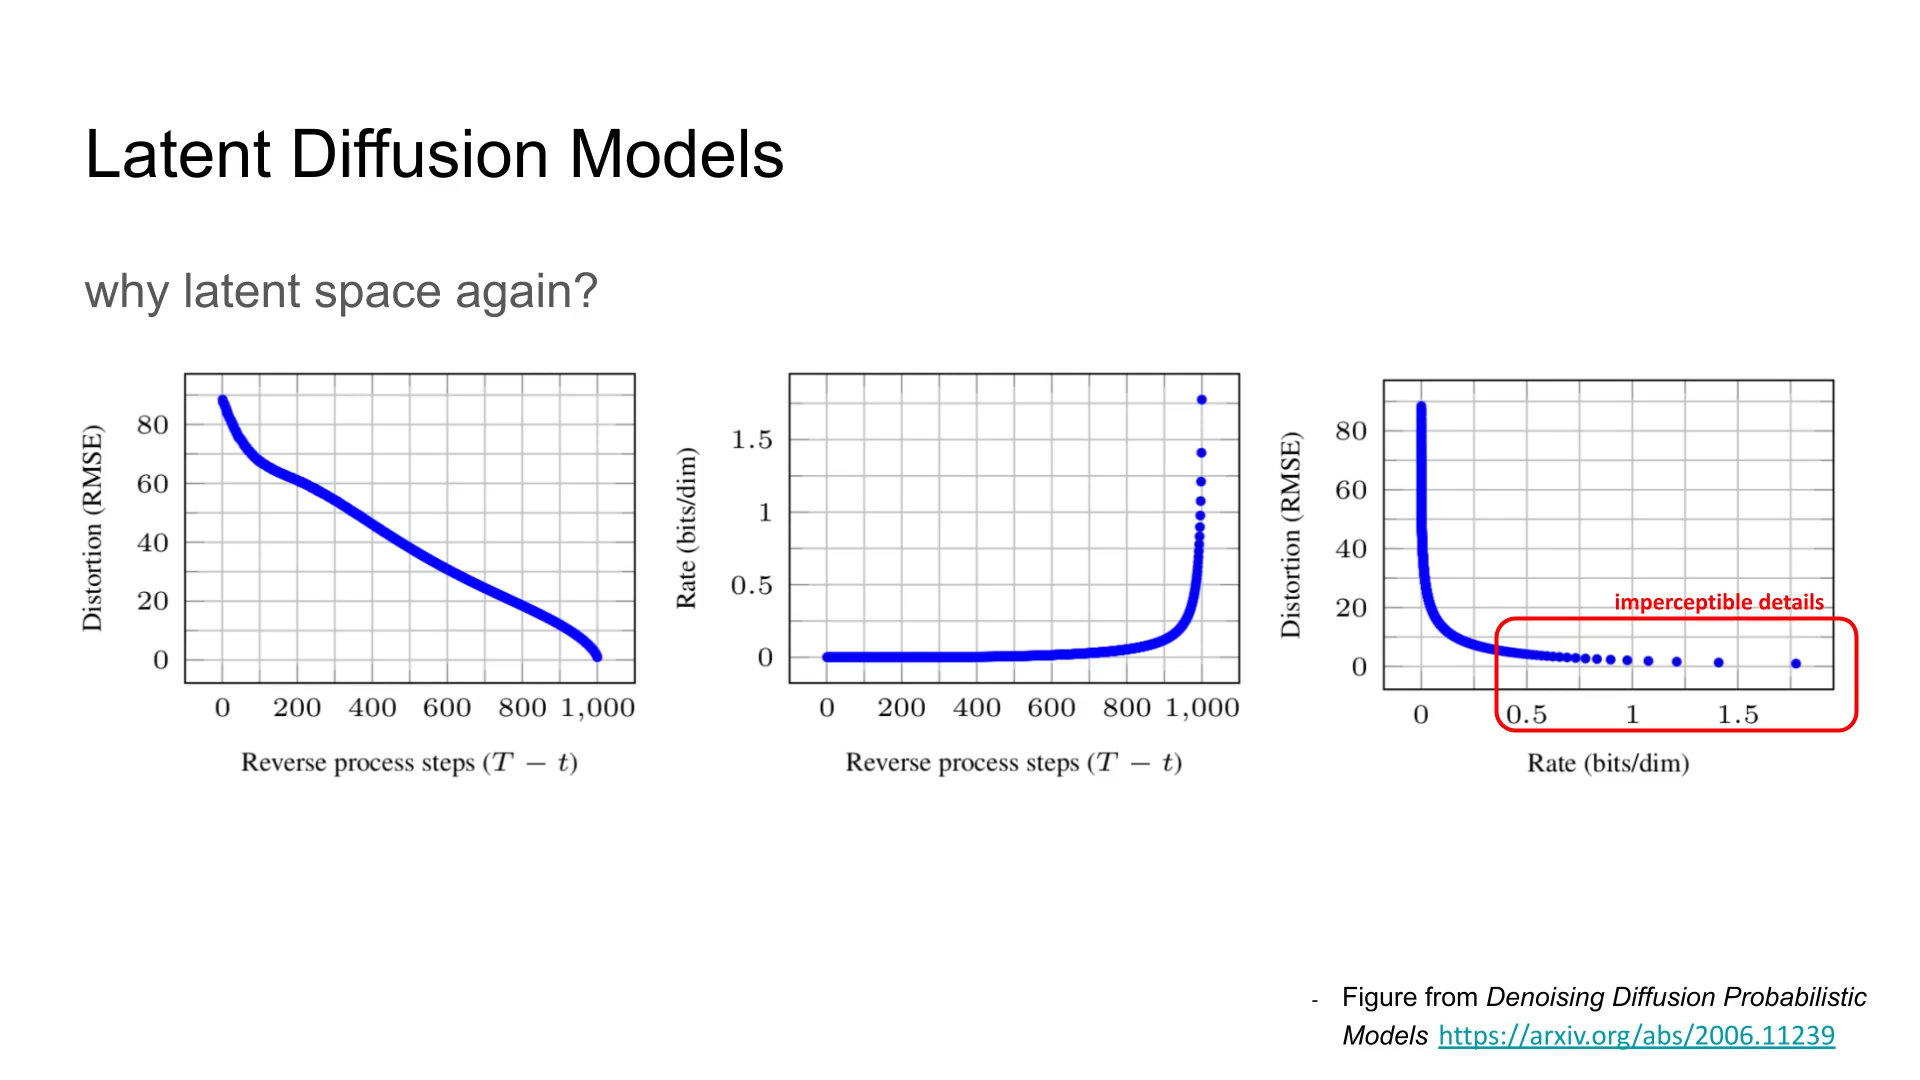 Latent Diffusion Models
why latent space again?
Distortion (RMSE)
80
60
40
20
0
0 200 400 600 800 1,000
Reverse process steps (T − t)
Rate (bits/dim)
1.5
1
0.5
0
0 200 400 600 800 1,000
Reverse process steps (T − t)
Distortion (RMSE)
80
60
40
20
0
imperceptible details
0 0.5 1 1.5
Rate (bits/dim)
- Figure from Denoising Diffusion Probabilistic
Models https://arxiv.org/abs/2006.11239